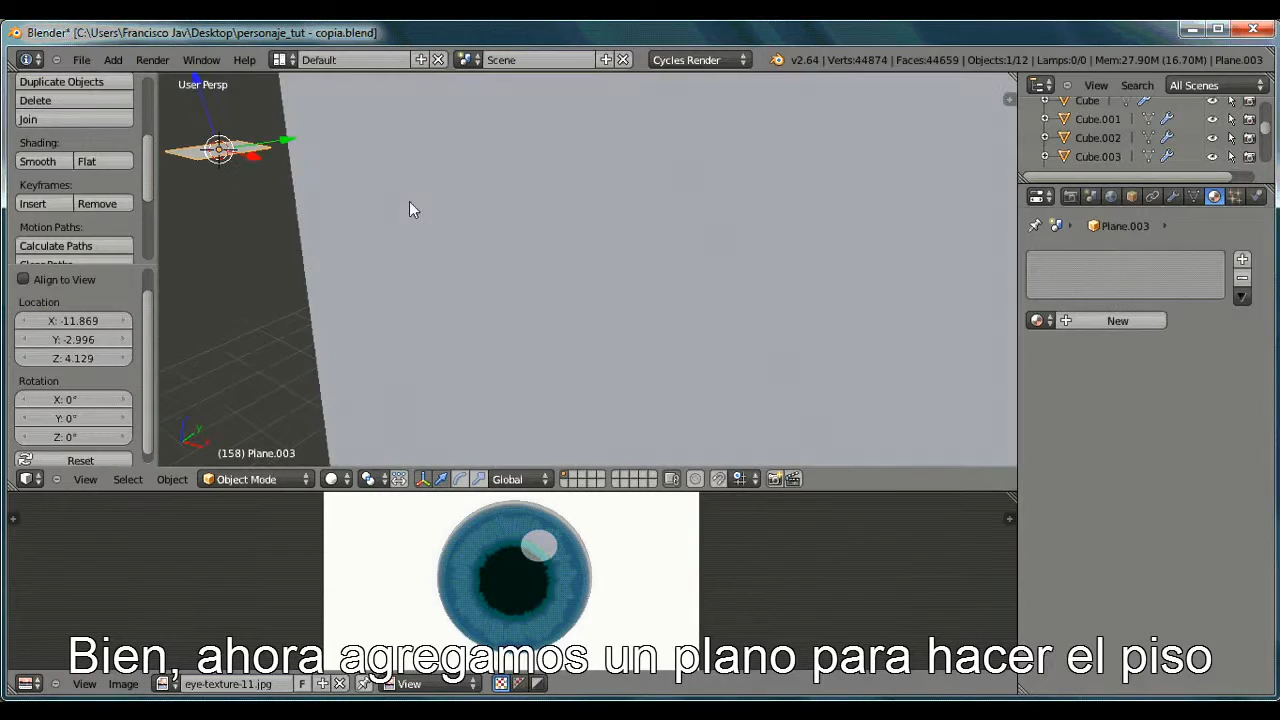 Blender* [C:\Users\Francisco Jav\Desktop\personaje_tut - copia.blend]
File Add Render Window Help
Default
Scene
Cycles Render
v2.64 | Verts:44874 | Faces:44659 | Objects:1/12 | Lamps:0/0 | Mem:27.90M (16.70M) | Plane.003
Duplicate Objects
Delete
Join
Shading:
Smooth Flat
Keyframes:
Insert Remove
Motion Paths:
Calculate Paths
Align to View
Location
X: -11.869
Y: -2.996
Z: 4.129
Rotation
X: 0°
Y: 0°
Z: 0°
Reset
User Persp
(158) Plane.003
View Select Object Object Mode Global
View Search All Scenes
Cube
Cube.001
Cube.002
Cube.003
Plane.003
New
Bien, ahora agregamos un plano para hacer el piso
View Image eye-texture-11.jpg F View